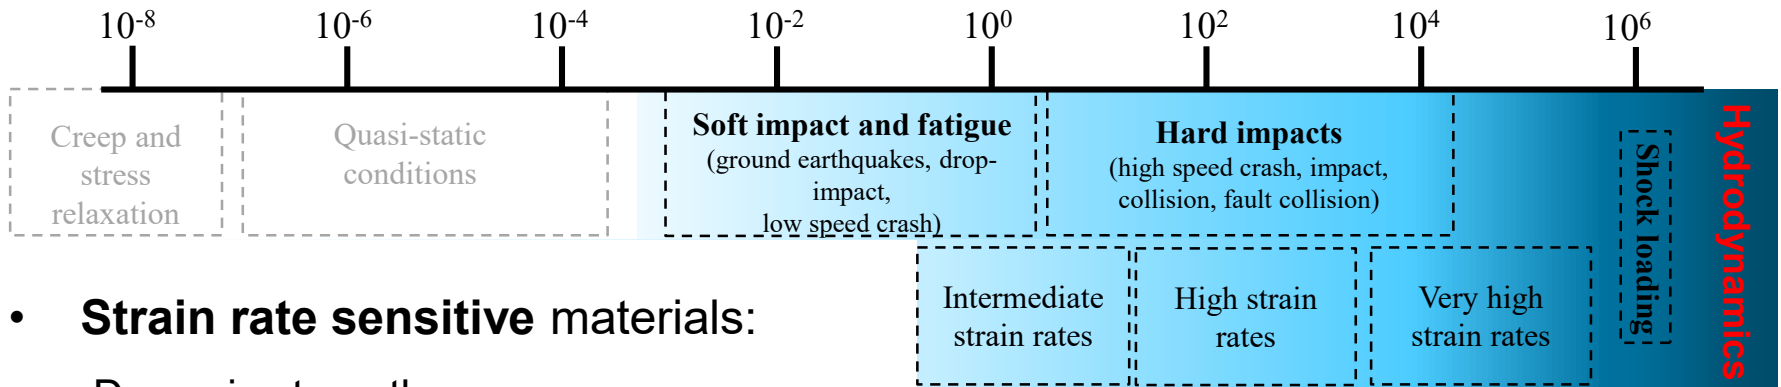 10-8 10-6 10-4 10-2 100 102 104 106
Creep and
stress
relaxation
Quasi-static
conditions
Soft impact and fatigue
(ground earthquakes, drop-
impact,
low speed crash)
Hard impacts
(high speed crash, impact,
collision, fault collision)
Shock loading
Hydrodynamics
Intermediate
strain rates
High strain
rates
Very high
strain rates
• Strain rate sensitive materials: